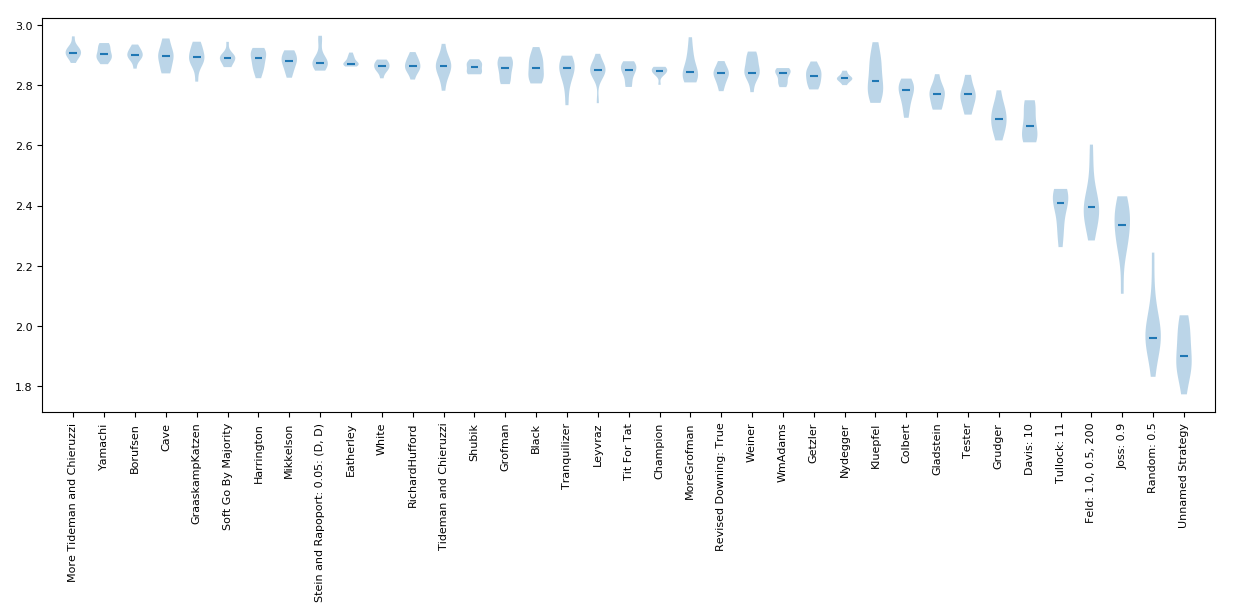 3.0
2.8
2.6
2.4
2.2
2.0
1.8
More Tideman and Chieruzzi
Yamachi
Borufsen
Cave
GraaskampKatzen
Soft Go By Majority
Harrington
Mikkelson
Stein and Rapoport: 0.05: (D, D)
Eatherley
White
RichardHufford
Tideman and Chieruzzi
Shubik
Grofman
Black
Tranquilizer
Leyvraz
Tit For Tat
Champion
MoreGrofman
Revised Downing: True
Weiner
WmAdams
Getzler
Nydegger
Kluepfel
Colbert
Gladstein
Tester
Grudger
Davis: 10
Tullock: 11
Feld: 1.0, 0.5, 200
Joss: 0.9
Random: 0.5
Unnamed Strategy